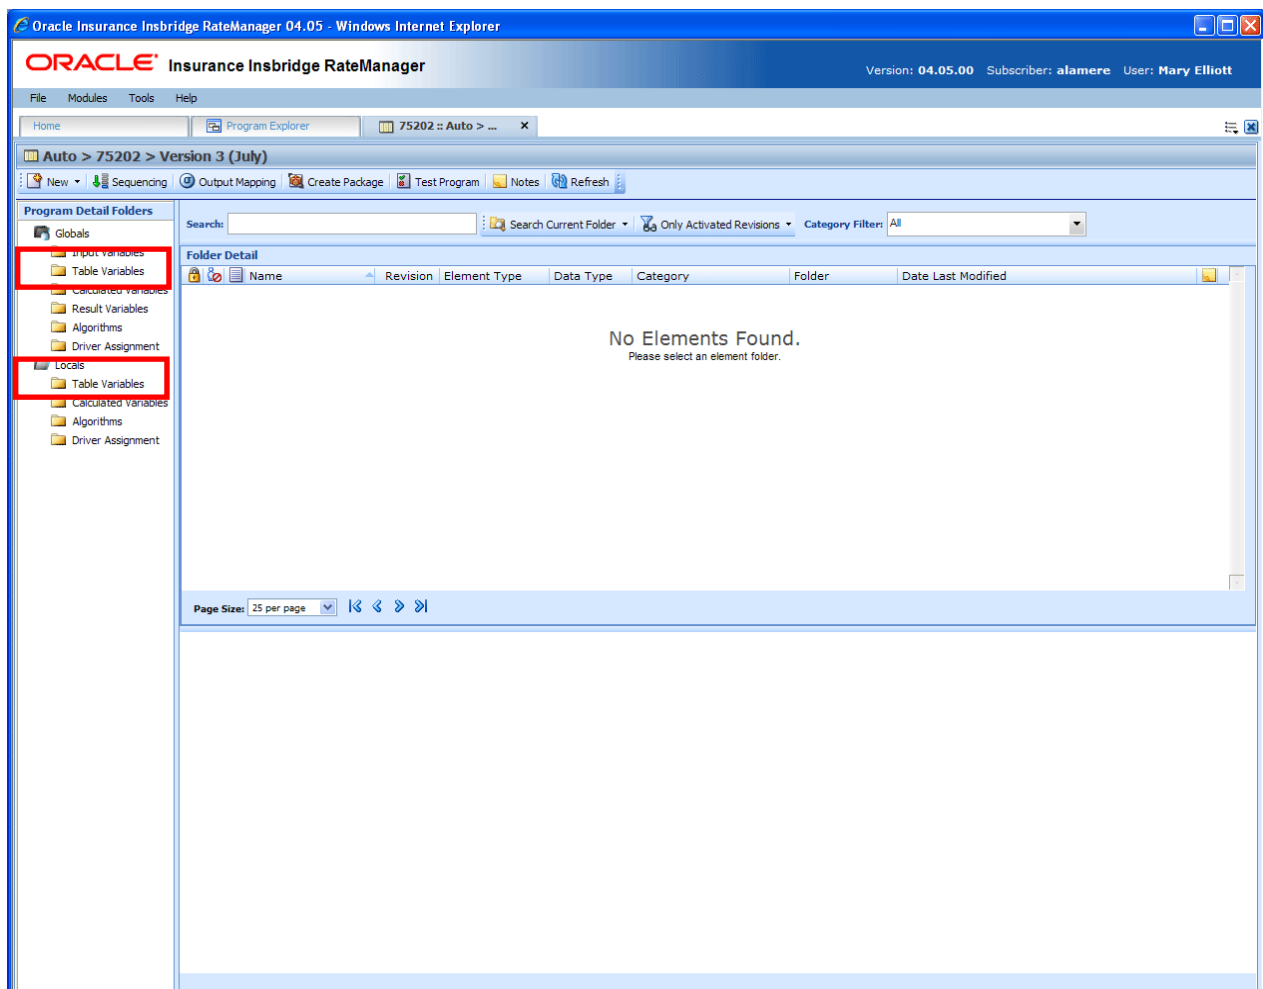 Oracle Insurance Insbridge RateManager 04.05 - Windows Internet Explorer
ORACLE Insurance Insbridge RateManager
Version: 04.05.00 Subscriber: alamere User: Mary Elliott
File Modules Tools Help
Home Program Explorer 75202 :: Auto > ...
Auto > 75202 > Version 3 (July)
New Sequencing Output Mapping Create Package Test Program Notes Refresh
Program Detail Folders
Globals
Input Variables
Table Variables
Calculated Variables
Result Variables
Algorithms
Driver Assignment
Locals
Table Variables
Calculated Variables
Algorithms
Driver Assignment
Search: Search Current Folder Only Activated Revisions Category Filter: All
Folder Detail
Name Revision Element Type Data Type Category Folder Date Last Modified
No Elements Found.
Please select an element folder.
Page Size: 25 per page